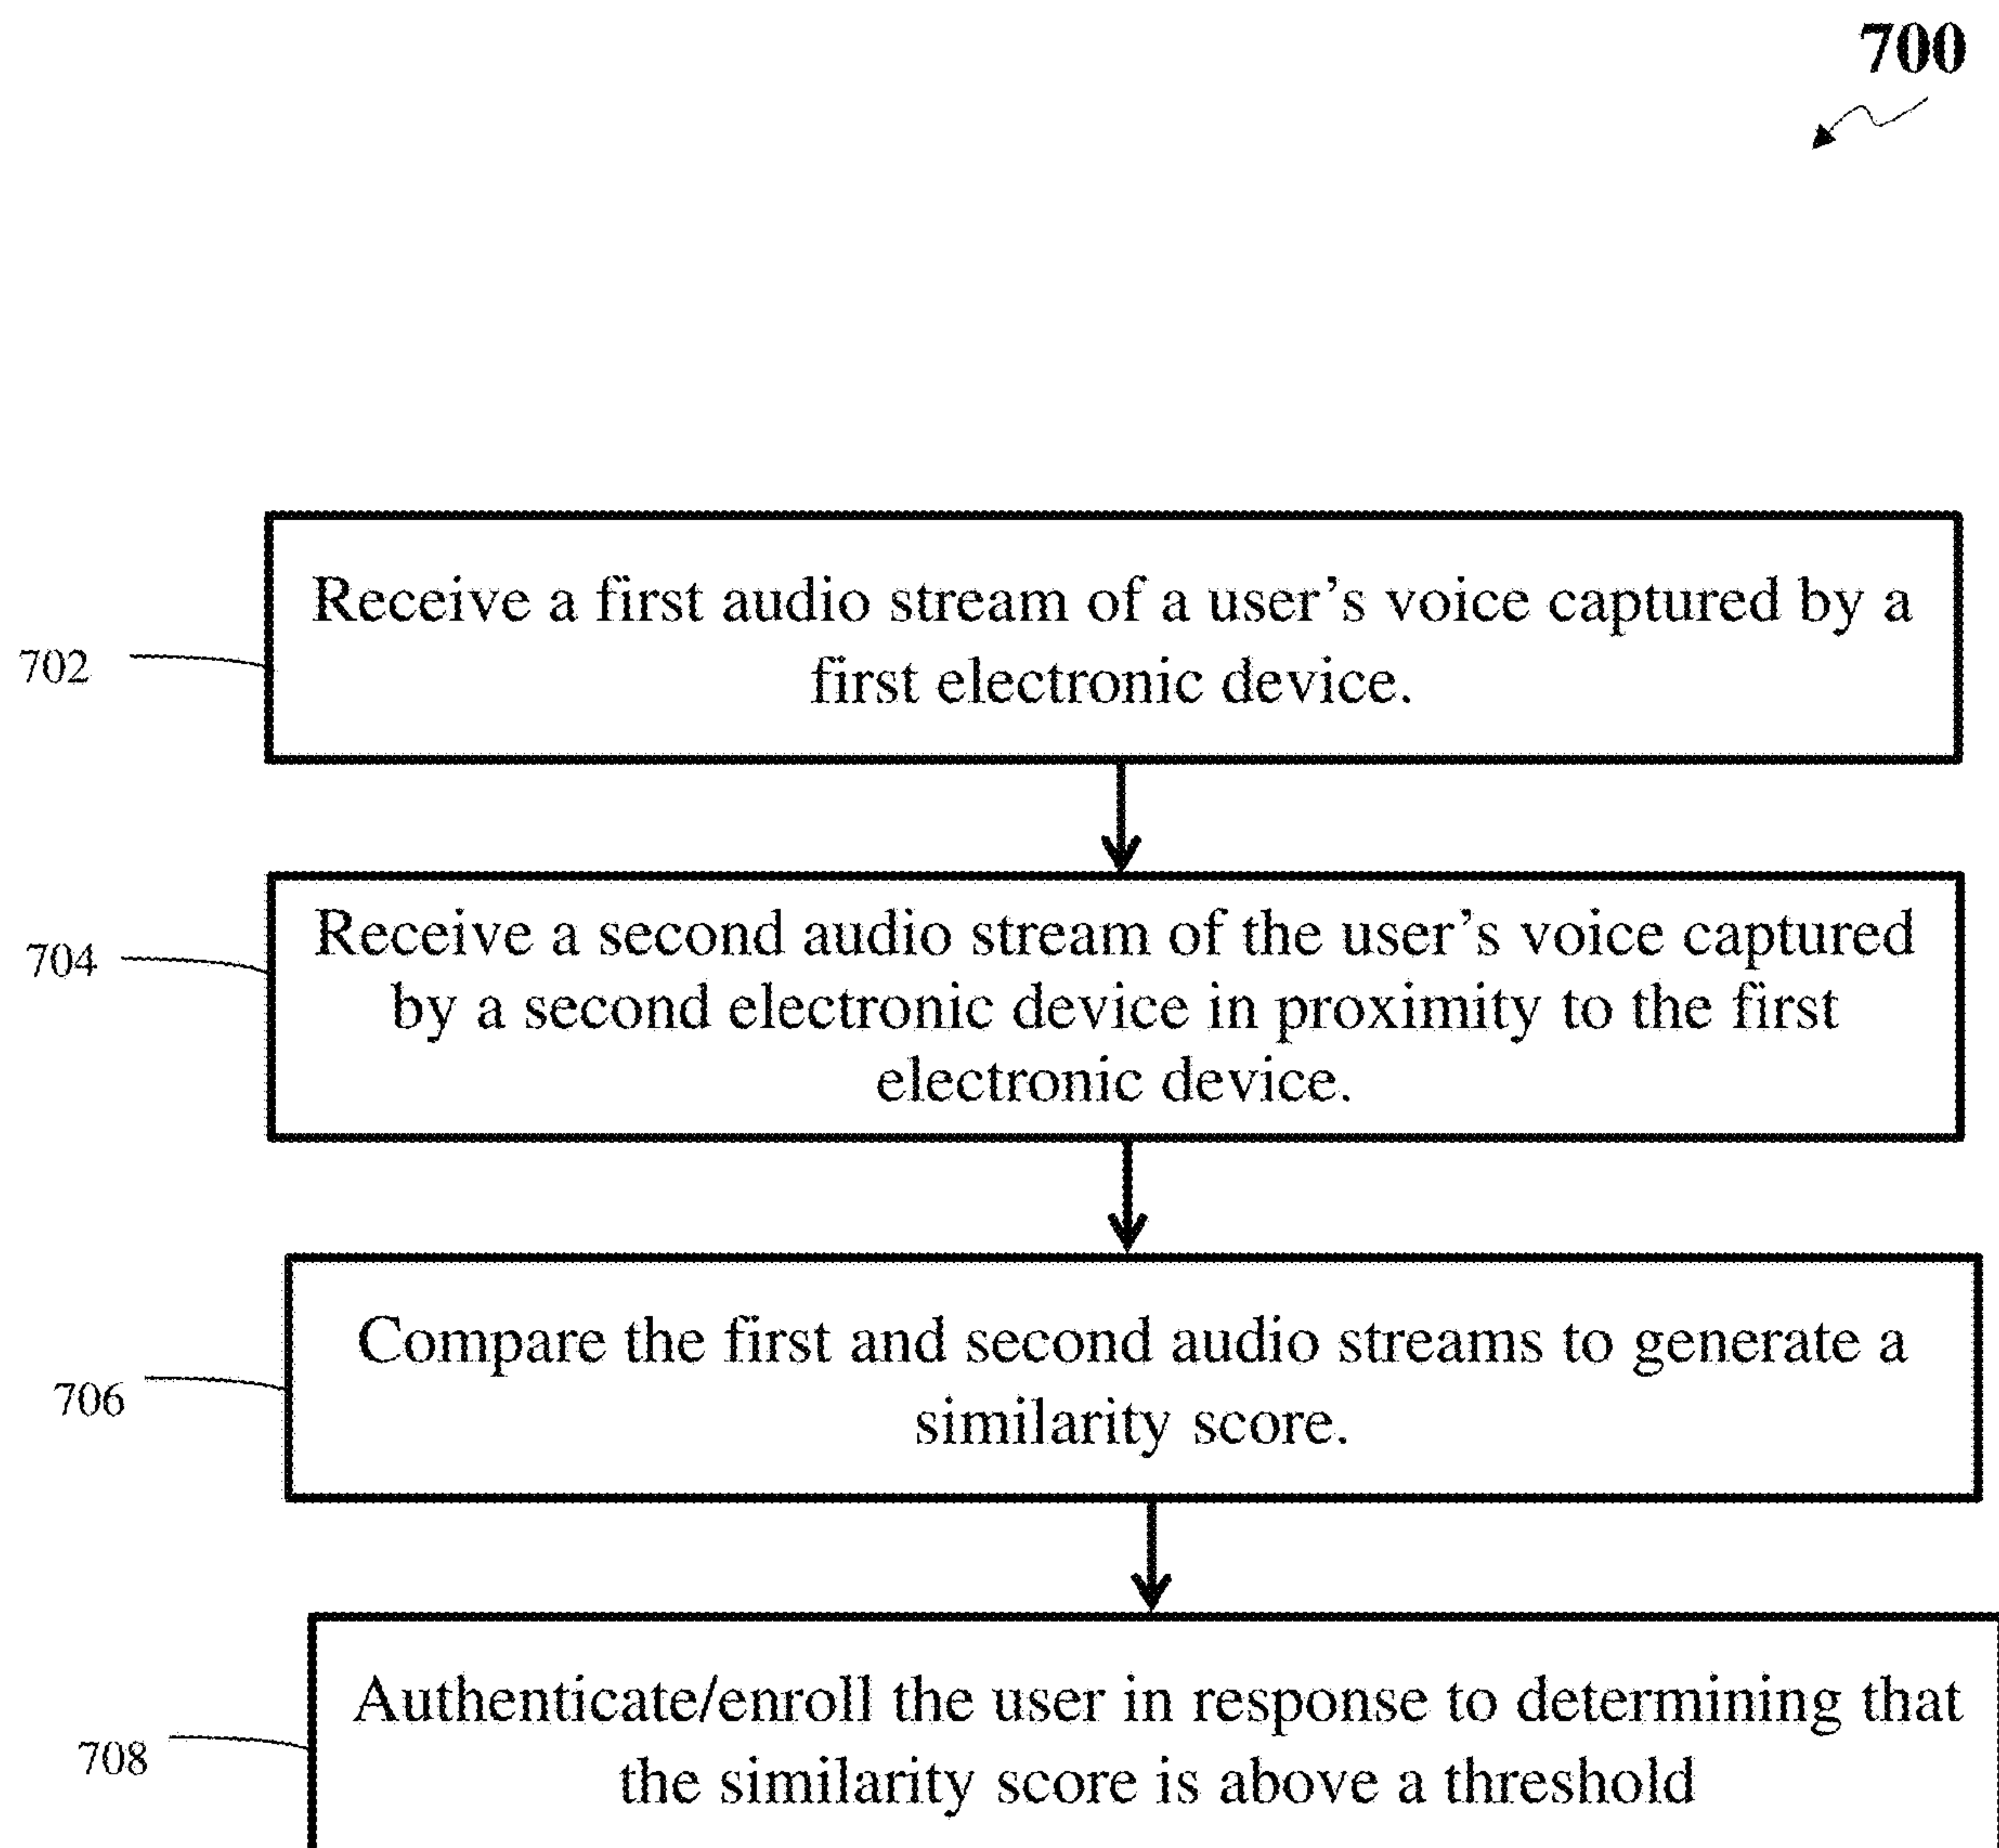 700
702
Receive a first audio stream of a user’s voice captured by a
first electronic device.
704
Receive a second audio stream of the user’s voice captured
by a second electronic device in proximity to the first
electronic device.
706
Compare the first and second audio streams to generate a
similarity score.
708
Authenticate/enroll the user in response to determining that
the similarity score is above a threshold